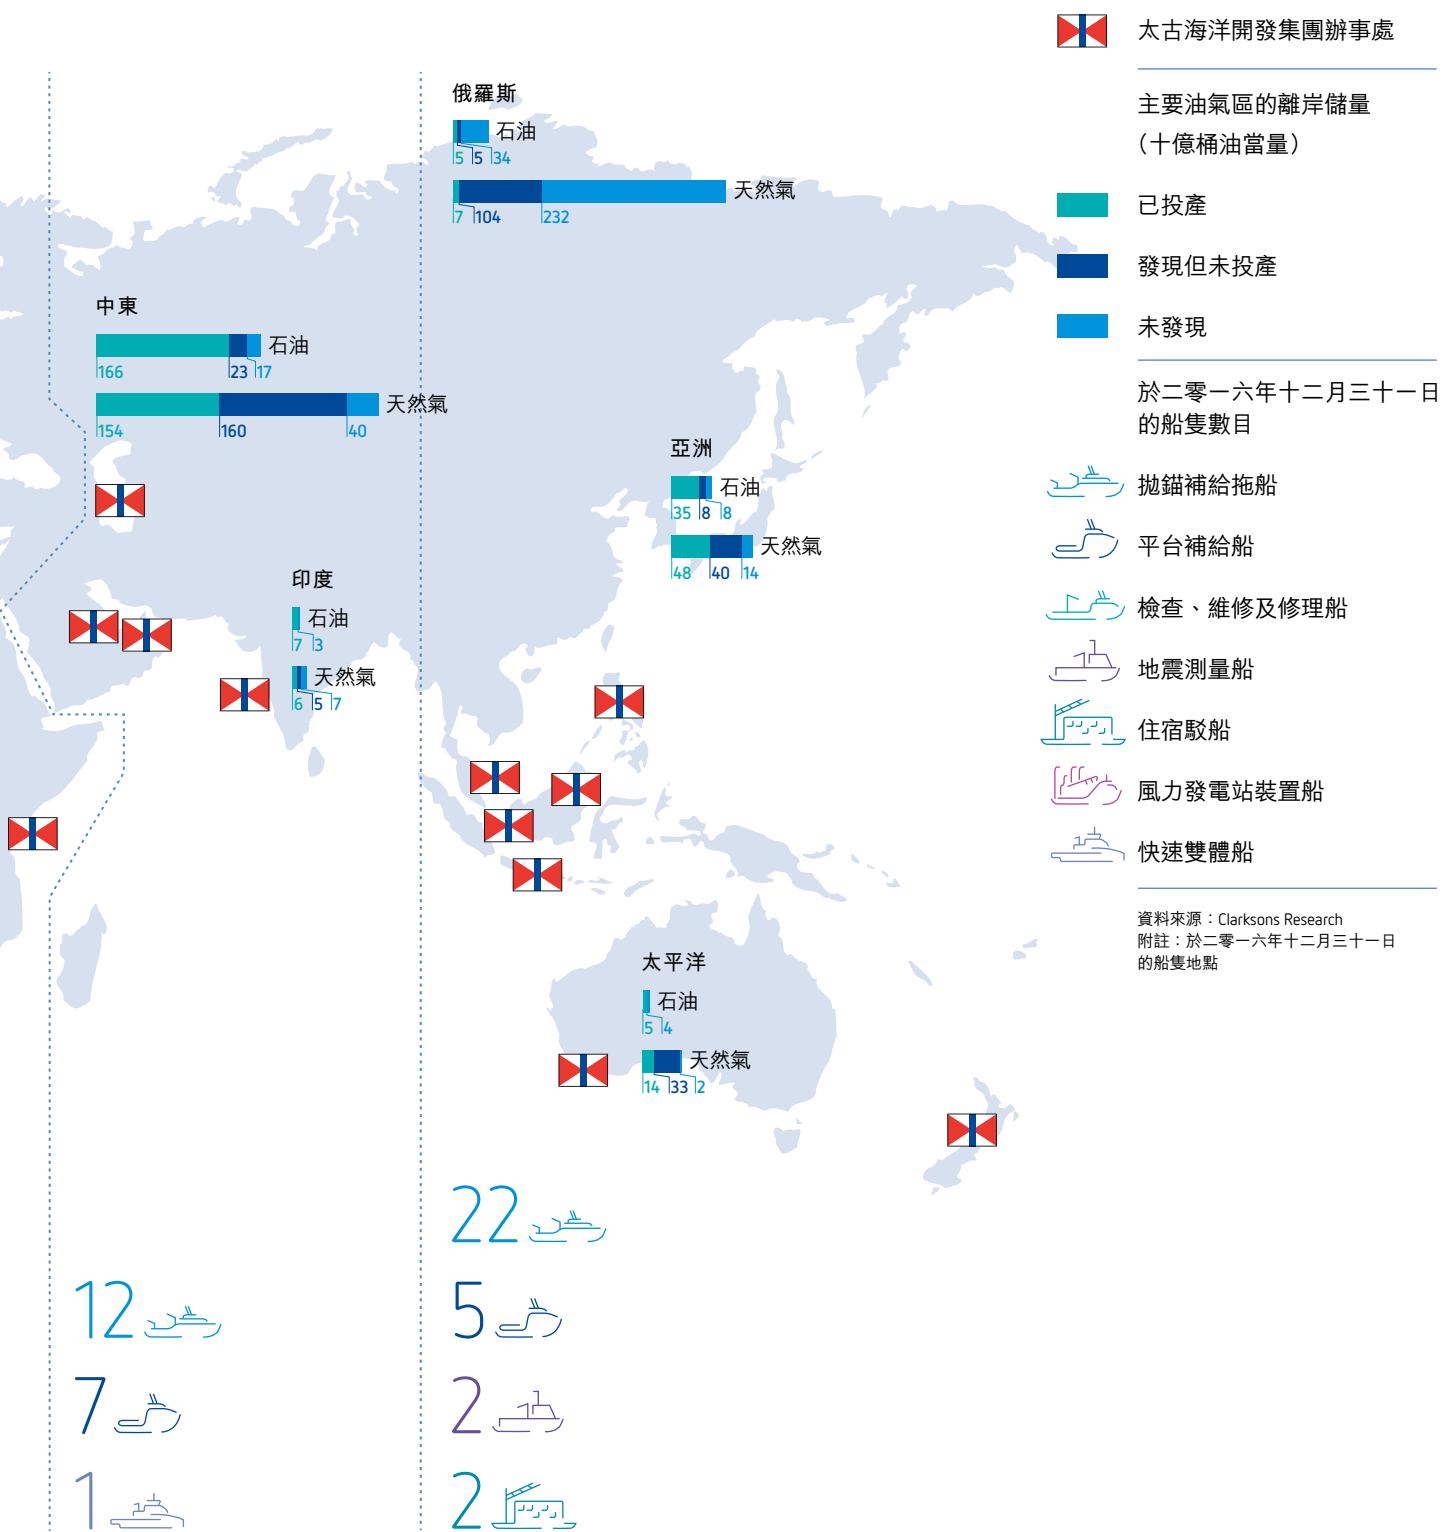 俄羅斯
石油
5 5 34
天然氣
7 104 232
中東
石油
166 23 17
天然氣
154 160 40
亞洲
石油
35 8 8
天然氣
48 40 14
印度
石油
7 3
天然氣
6 5 7
太平洋
石油
5 4
天然氣
14 33 2
12
7
1
22
5
2
2
太古海洋開發集團辦事處
主要油氣區的離岸儲量
（十億桶油當量）
已投產
發現但未投產
未發現
於二零一六年十二月三十一日
的船隻數目
拋錨補給拖船
平台補給船
檢查、維修及修理船
地震測量船
住宿駁船
風力發電站裝置船
快速雙體船
資料來源：Clarksons Research
附註：於二零一六年十二月三十一日
的船隻地點